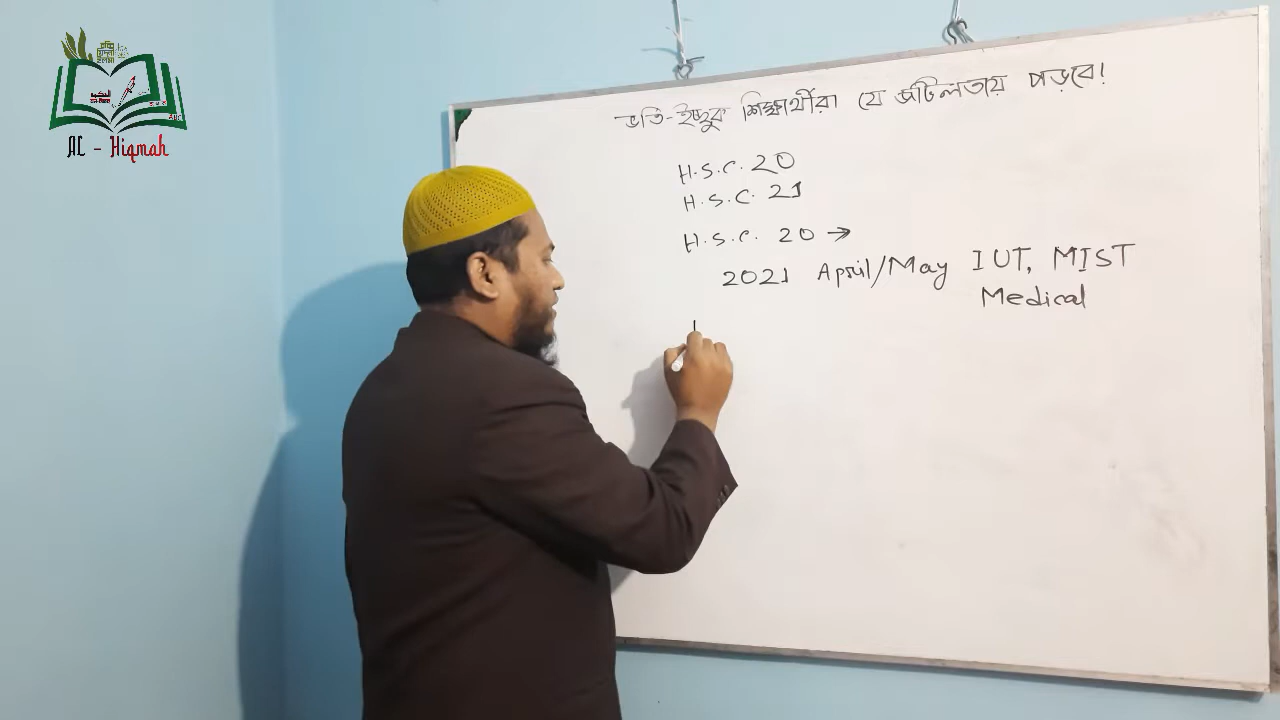 AL - Hiqmah
ভর্তি-ইচ্ছুক শিক্ষার্থীরা যে জটিলতায় পড়বে!
H.S.C. 20
H.S.C. 21
H.S.C. 20 →
2021 April/May IUT, MIST
Medical